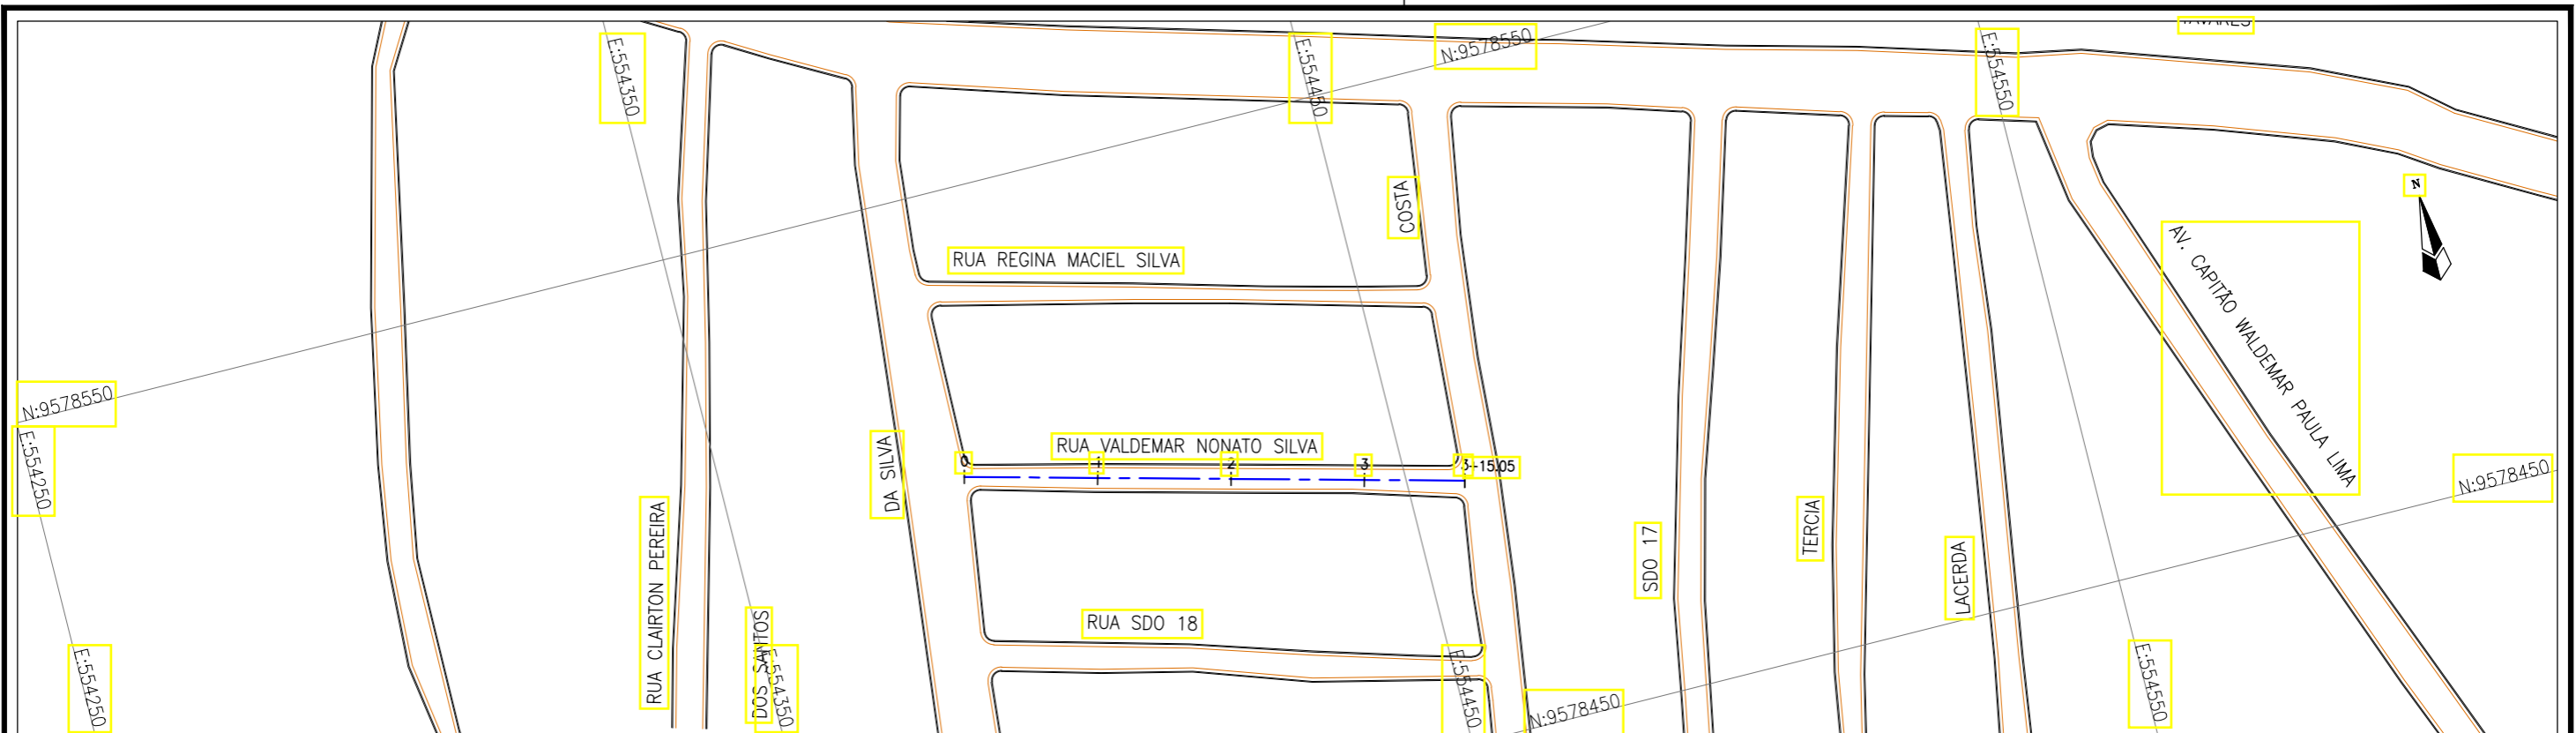 TAVARES
E:554350
E:554450
N:9578550
E:554550
N
COSTA
AV. CAPITÃO WALDEMAR PAULA LIMA
RUA REGINA MACIEL SILVA
N:9578550
E:554250
DA SILVA
RUA VALDEMAR NONATO SILVA
0
1
2
3
3+15.05
N:9578450
RUA CLAIRTON PEREIRA
SDO 17
TERCIA
LACERDA
DOS SANTOS
RUA SDO 18
E:554250
E:554350
E:554450
N:9578450
E:554550